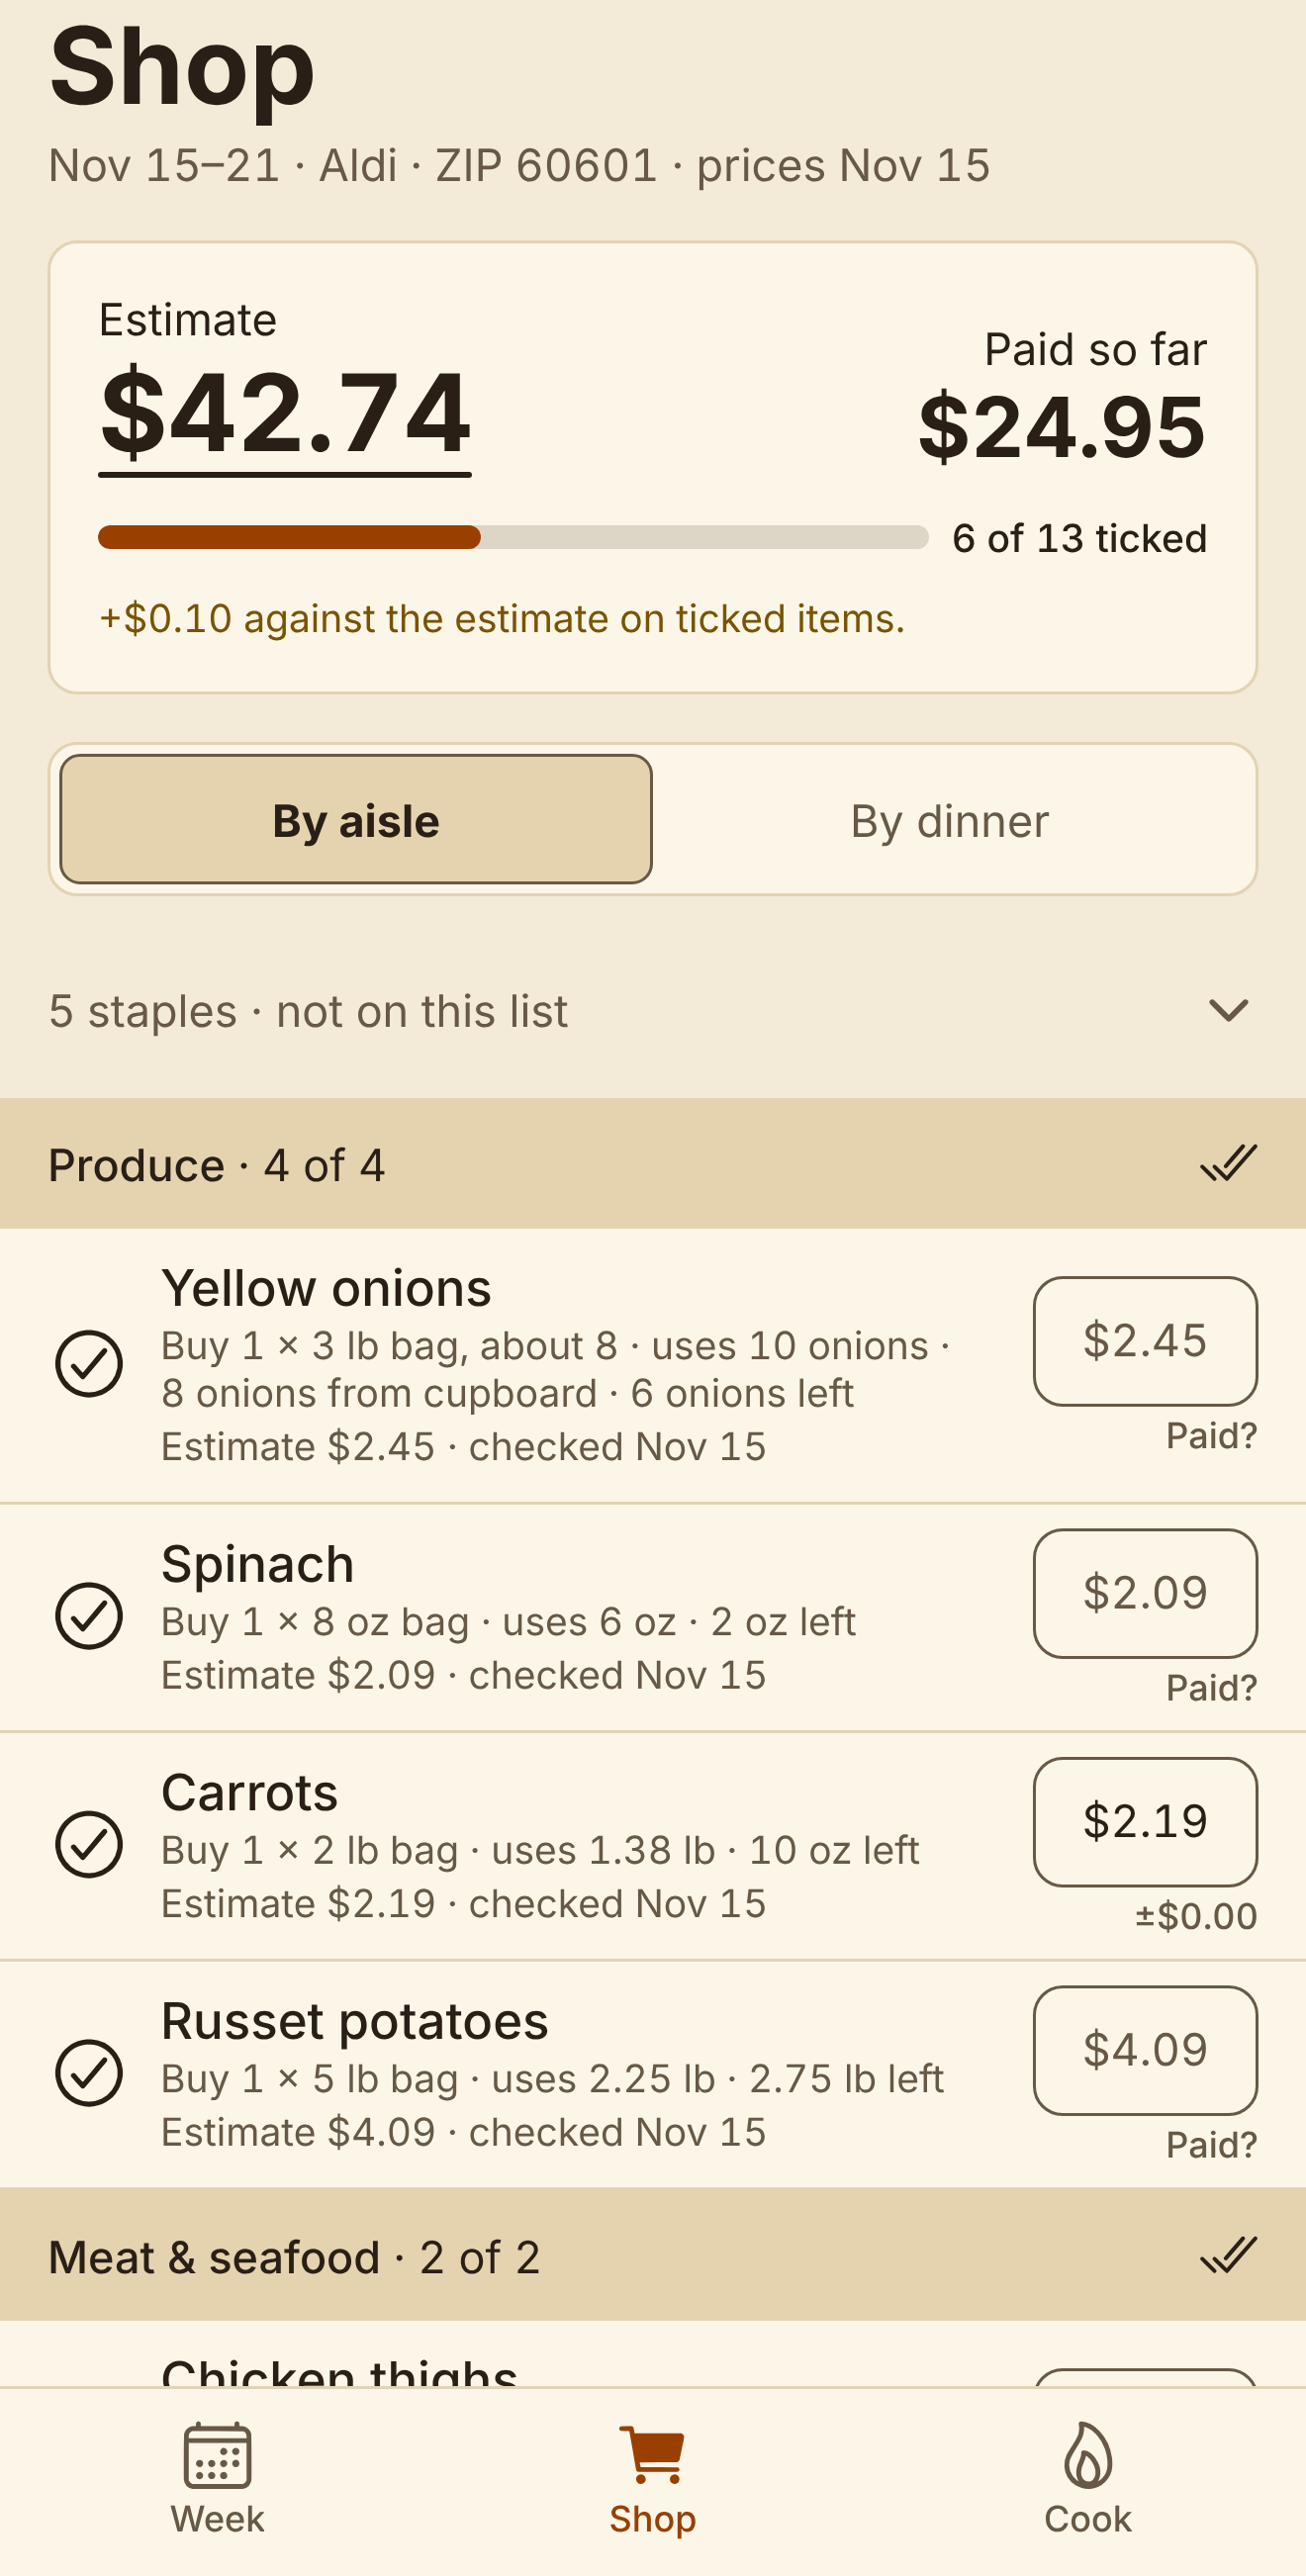 Shop
Nov 15–21 · Aldi · ZIP 60601 · prices Nov 15
Estimate
$42.74
Paid so far
$24.95
6 of 13 ticked
+$0.10 against the estimate on ticked items.
By aisle
By dinner
5 staples · not on this list
Produce · 4 of 4
Yellow onions
Buy 1 × 3 lb bag, about 8 · uses 10 onions ·
8 onions from cupboard · 6 onions left
Estimate $2.45 · checked Nov 15
$2.45
Paid?
Spinach
Buy 1 × 8 oz bag · uses 6 oz · 2 oz left
Estimate $2.09 · checked Nov 15
$2.09
Paid?
Carrots
Buy 1 × 2 lb bag · uses 1.38 lb · 10 oz left
Estimate $2.19 · checked Nov 15
$2.19
±$0.00
Russet potatoes
Buy 1 × 5 lb bag · uses 2.25 lb · 2.75 lb left
Estimate $4.09 · checked Nov 15
$4.09
Paid?
Meat & seafood · 2 of 2
Chicken thighs
Week
Shop
Cook